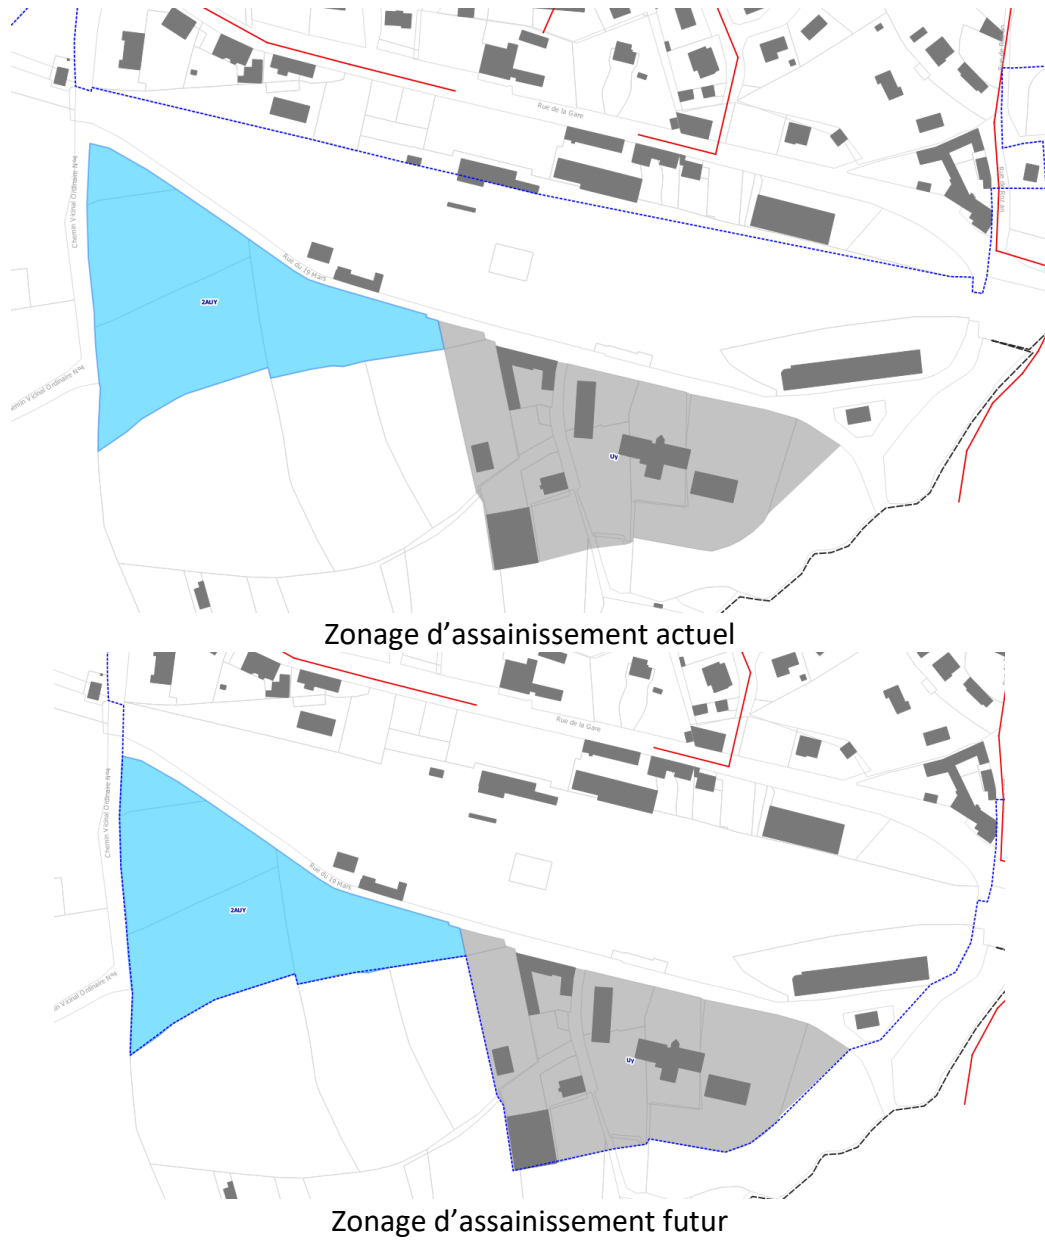 Rue de la Gare
Chemin Vicinal Ordinaire N°4
Rue du 19 Mars
2AUY
emin Vicinal Ordinaire N°4
Uy
Zonage d’assainissement actuel
Rue de la Gare
Chemin Vicinal Ordinaire N°4
Rue du 19 Mars
2AUY
in Vicinal Ordinaire N°4
Uy
Zonage d’assainissement futur